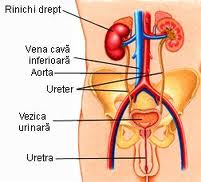 Rinichi drept
Vena cavă
inferioară
Aorta
Ureter
Vezica
urinară
Uretra